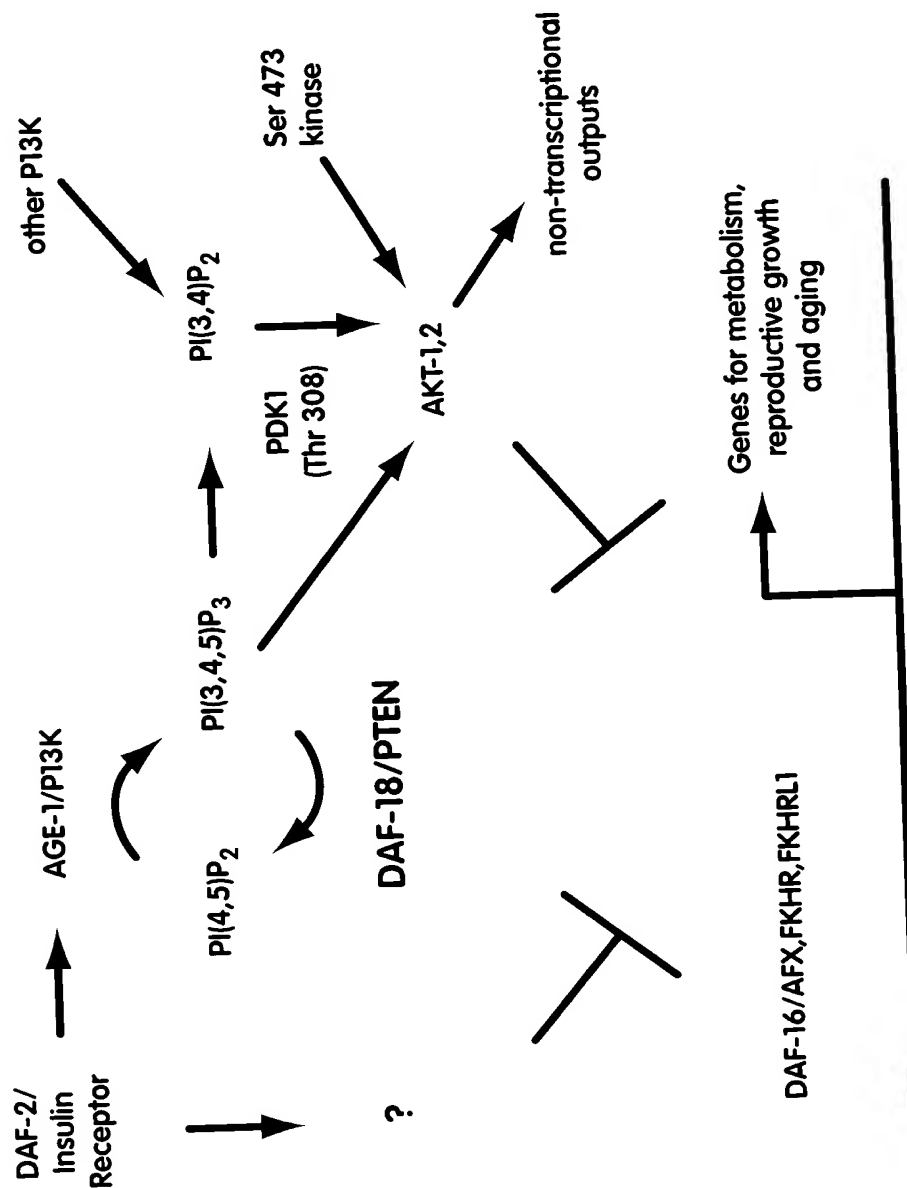 DAF-2/
Insulin
Receptor
AGE-1/P13K
other P13K
PI(4,5)P2
PI(3,4,5)P3
PI(3,4)P2
PDK1
(Thr 308)
Ser 473
kinase
?
DAF-18/PTEN
AKT-1,2
non-transcriptional
outputs
DAF-16/AFX,FKHR,FKHRL1
Genes for metabolism,
reproductive growth
and aging